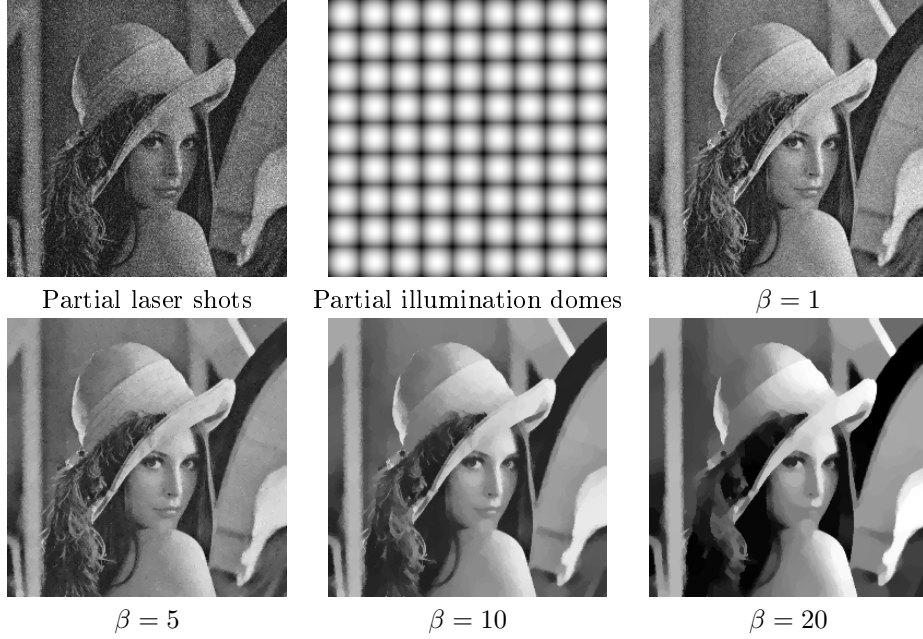 Partial laser shots
Partial illumination domes
β = 1
β = 5
β = 10
β = 20